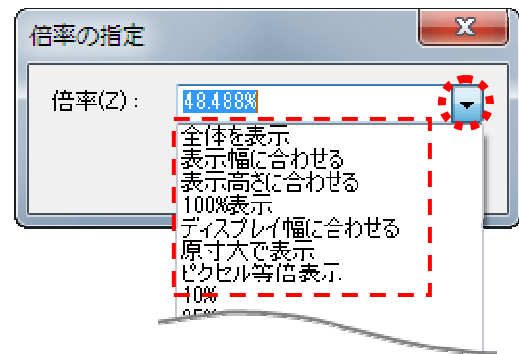 倍率の指定
倍率(Z):
48.488%
全体を表示
表示幅に合わせる
表示高さに合わせる
100%表示
ディスプレイ幅に合わせる
原寸大で表示
ピクセル等倍表示
10%